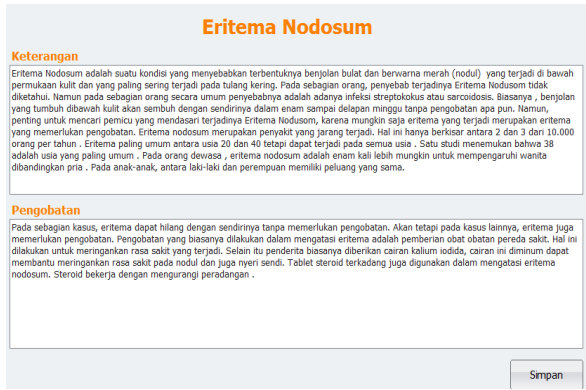 Eritema Nodosum
Keterangan
Eritema Nodosum adalah suatu kondisi yang menyebabkan terbentuknya benjolan bulat dan berwarna merah (nodul)  yang terjadi di bawah
permukaan kulit dan yang paling sering terjadi pada tulang kering. Pada sebagian orang, penyebab terjadinya Eritema Nodusom tidak
diketahui. Namun pada sebagian orang secara umum penyebabnya adalah adanya infeksi streptokokus atau sarcoidosis. Biasanya , benjolan
yang tumbuh dibawah kulit akan sembuh dengan sendirinya dalam enam sampai delapan minggu tanpa pengobatan apa pun. Namun,
penting untuk mencari pemicu yang mendasari terjadinya Eritema Nodusom, karena mungkin saja eritema yang terjadi merupakan eritema
yang memerlukan pengobatan. Eritema nodosum merupakan penyakit yang jarang terjadi. Hal ini hanya berkisar antara 2 dan 3 dari 10.000
orang per tahun . Eritema paling umum antara usia 20 dan 40 tetapi dapat terjadi pada semua usia . Satu studi menemukan bahwa 38
adalah usia yang paling umum . Pada orang dewasa , eritema nodosum adalah enam kali lebih mungkin untuk mempengaruhi wanita
dibandingkan pria . Pada anak-anak, antara laki-laki dan perempuan memiliki peluang yang sama.
Pengobatan
Pada sebagian kasus, eritema dapat hilang dengan sendirinya tanpa memerlukan pengobatan. Akan tetapi pada kasus lainnya, eritema juga
memerlukan pengobatan. Pengobatan yang biasanya dilakukan dalam mengatasi eritema adalah pemberian obat obatan pereda sakit. Hal ini
dilakukan untuk meringankan rasa sakit yang terjadi. Selain itu penderita biasanya diberikan cairan kalium iodida, cairan ini diminum dapat
membantu meringankan rasa sakit pada nodul dan juga nyeri sendi. Tablet steroid terkadang juga digunakan dalam mengatasi eritema
nodosum. Steroid bekerja dengan mengurangi peradangan .
Simpan